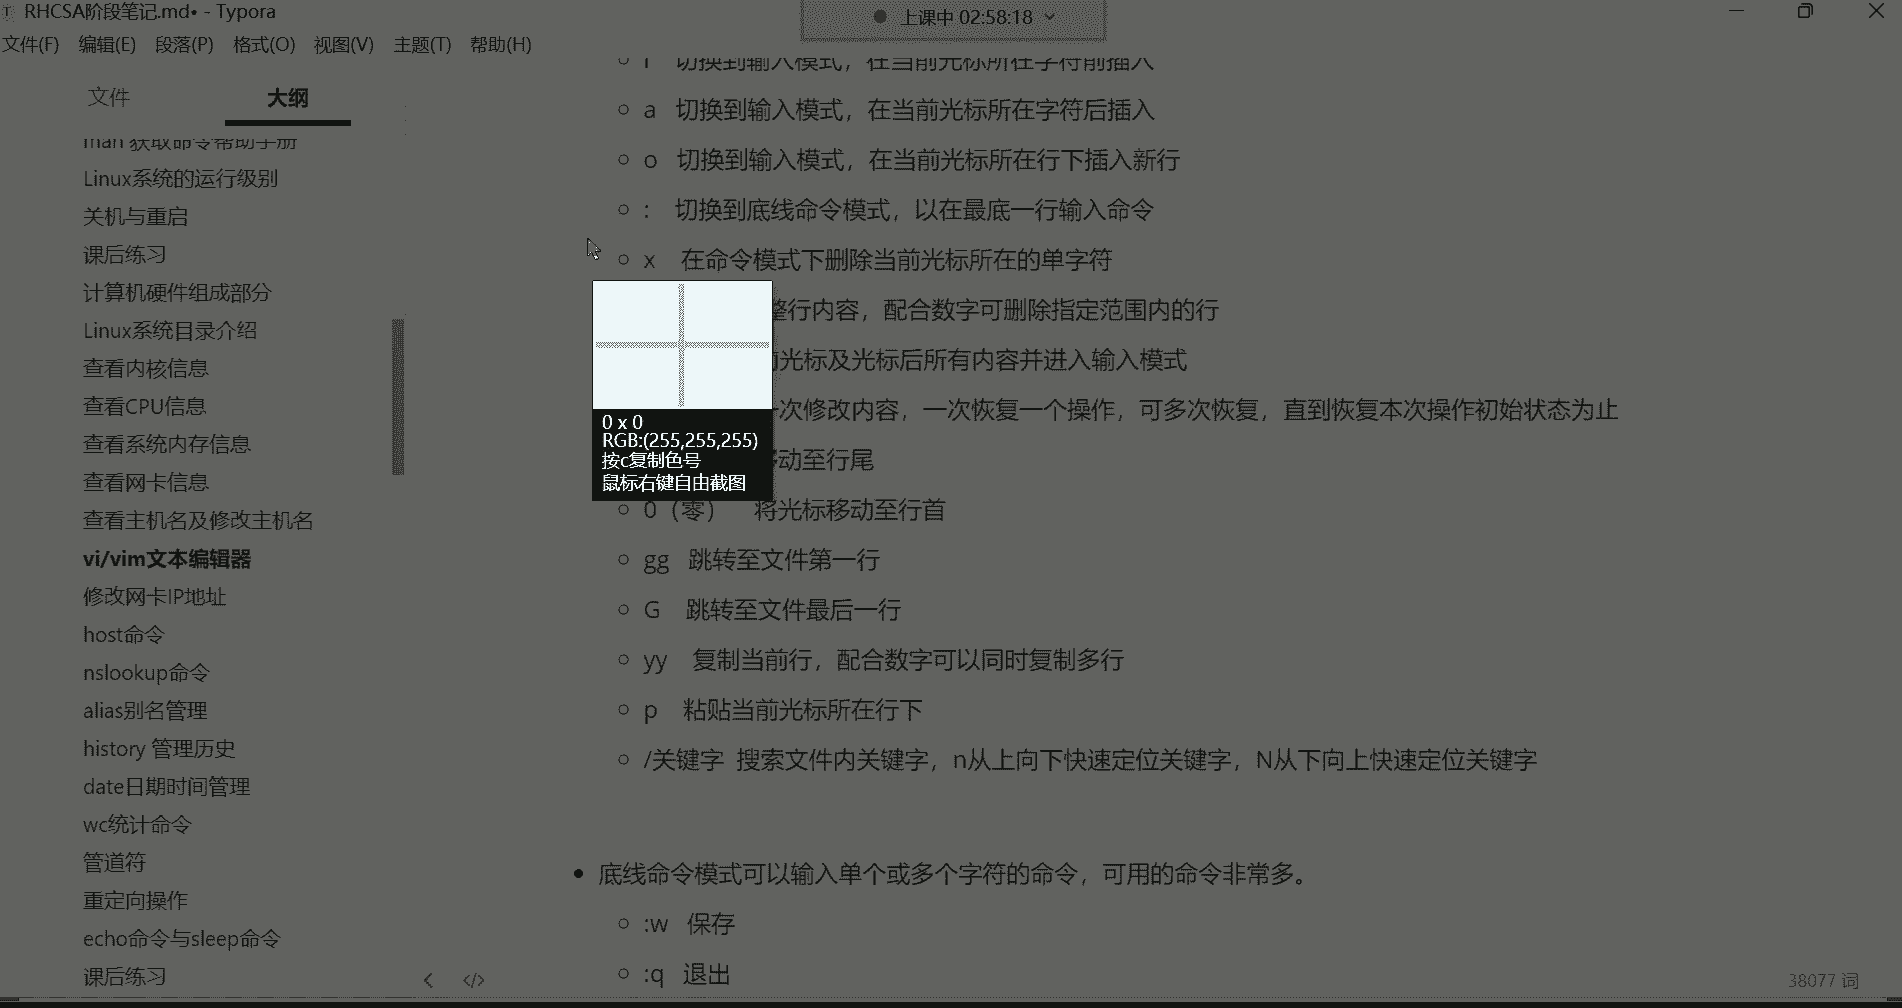 RHCSA阶段笔记.md• - Typora
上课中 02:58:18
文件(F) 编辑(E) 段落(P) 格式(O) 视图(V) 主题(T) 帮助(H)
文件 大纲
man 获取命令帮助手册
Linux系统的运行级别
关机与重启
课后练习
计算机硬件组成部分
Linux系统目录介绍
查看内核信息
查看CPU信息
查看系统内存信息
查看网卡信息
查看主机名及修改主机名
vi/vim文本编辑器
修改网卡IP地址
host命令
nslookup命令
alias别名管理
history 管理历史
date日期时间管理
wc统计命令
管道符
重定向操作
echo命令与sleep命令
课后练习
切换到输入模式，在当前光标所在字符前插入
a 切换到输入模式，在当前光标所在字符后插入
o 切换到输入模式，在当前光标所在行下插入新行
: 切换到底线命令模式，以在最底一行输入命令
x 在命令模式下删除当前光标所在的单字符
整行内容，配合数字可删除指定范围内的行
光标及光标后所有内容并进入输入模式
次修改内容，一次恢复一个操作，可多次恢复，直到恢复本次操作初始状态为止
动至行尾
0 x 0
RGB:(255,255,255)
按c复制色号
鼠标右键自由截图
0（零） 将光标移动至行首
gg 跳转至文件第一行
G 跳转至文件最后一行
yy 复制当前行，配合数字可以同时复制多行
p 粘贴当前光标所在行下
/关键字 搜索文件内关键字，n从上向下快速定位关键字，N从下向上快速定位关键字
• 底线命令模式可以输入单个或多个字符的命令，可用的命令非常多。
:w 保存
:q 退出
38077 词